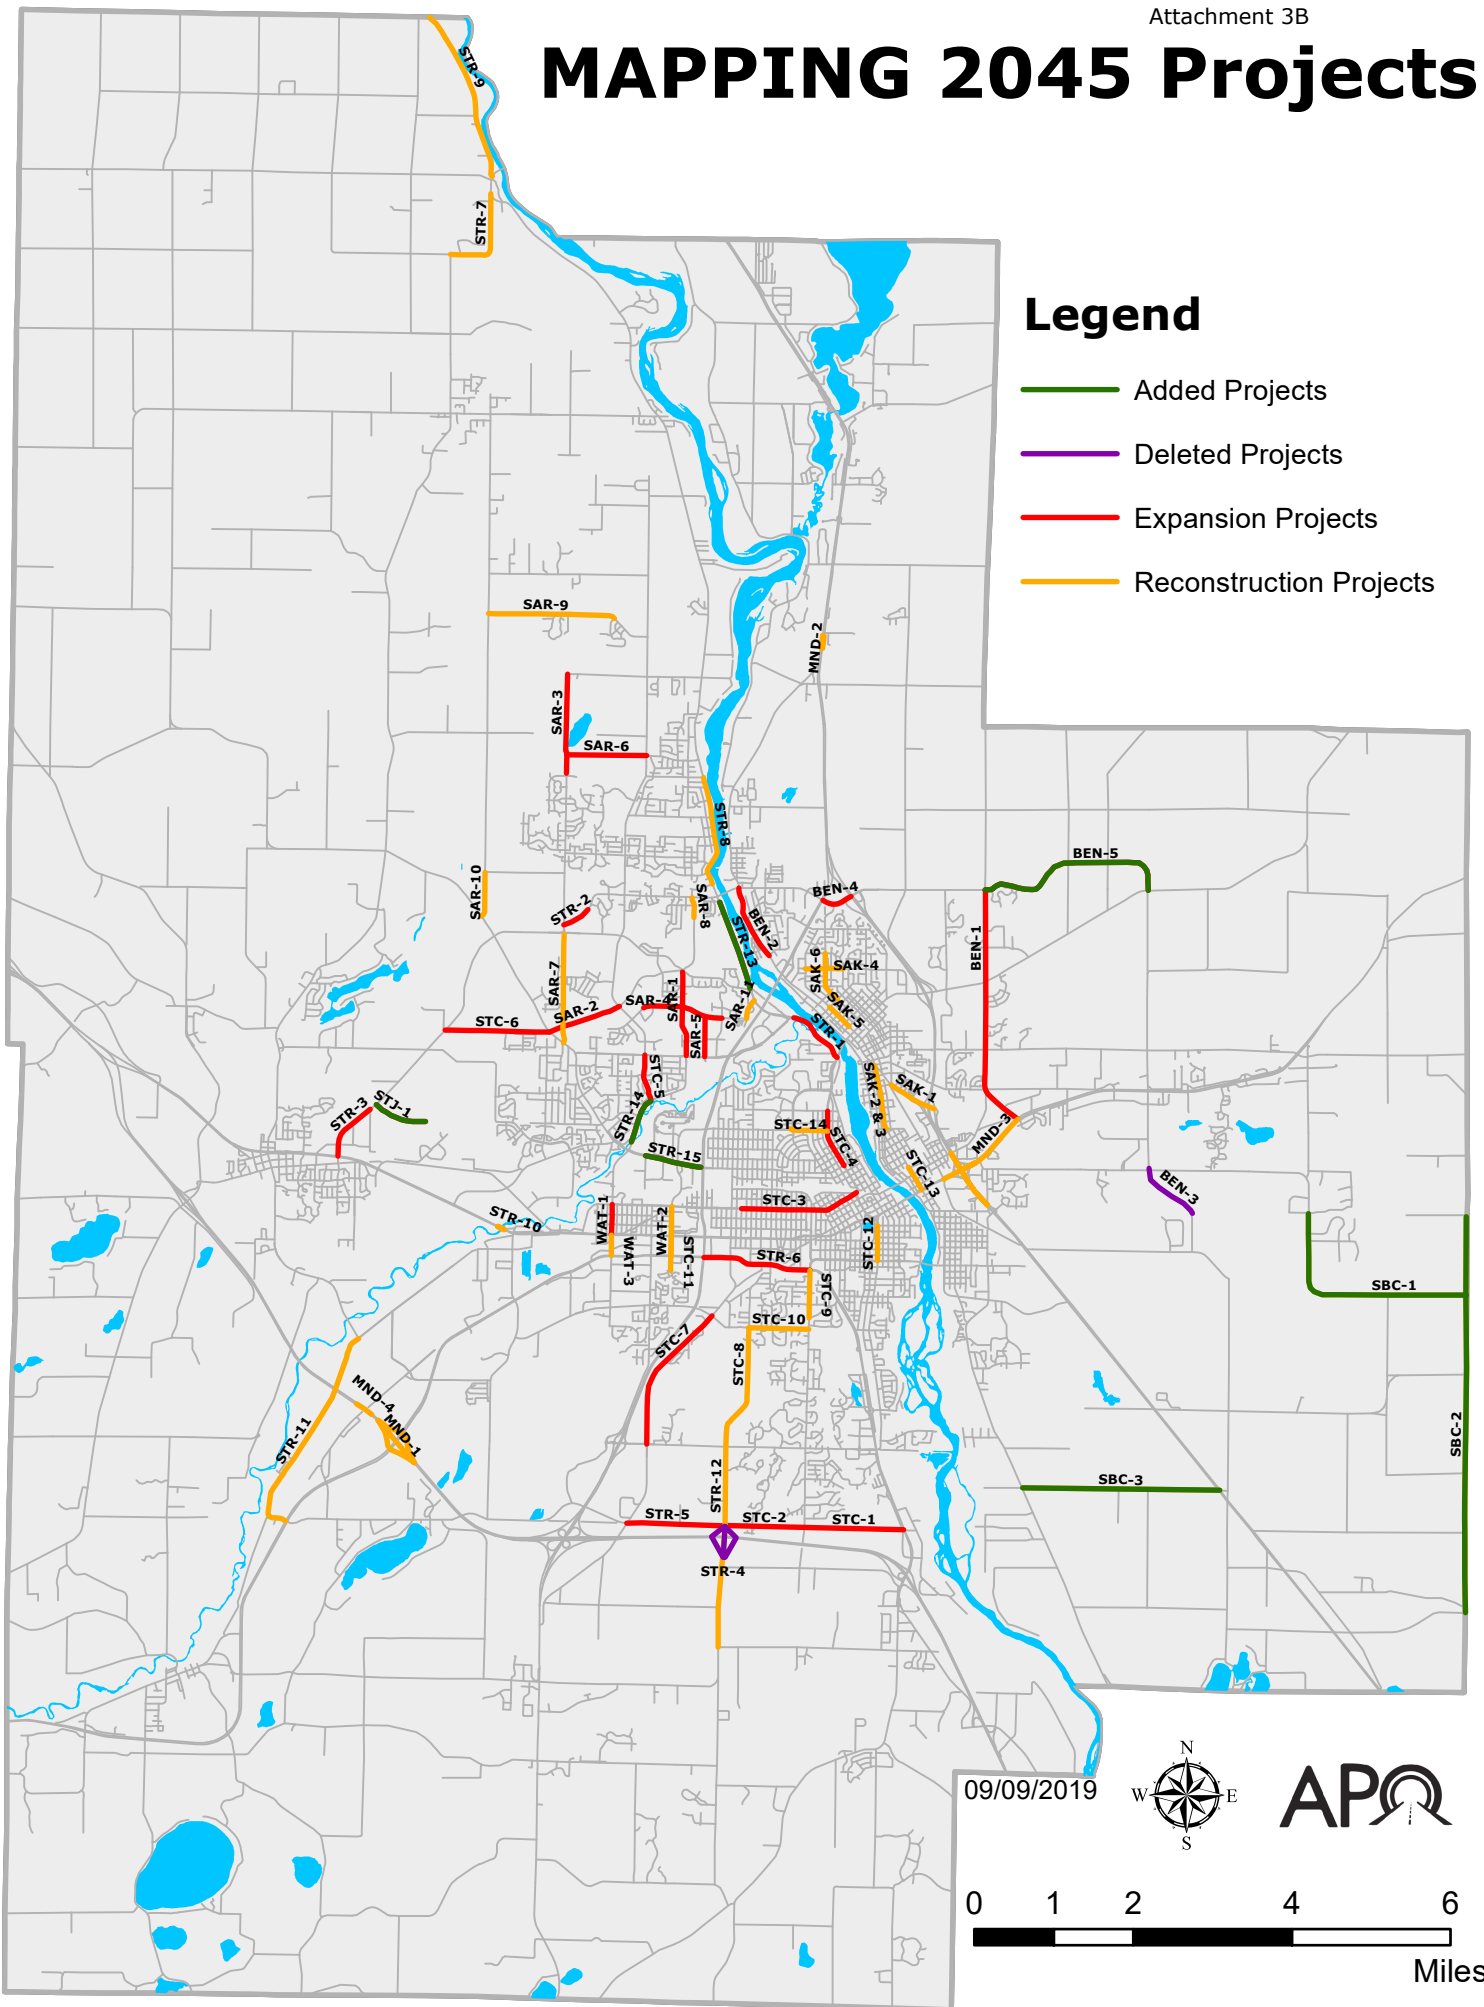 Attachment 3B
MAPPING 2045 Projects
STR-9
STR-7
Legend
Added Projects
Deleted Projects
Expansion Projects
Reconstruction Projects
SAR-9
MND-2
SAR-3
SAR-6
STR-8
BEN-5
SAR-10
SAR-8
BEN-4
STR-2
BEN-2
STR-13
BEN-1
SAK-6
SAK-4
SAR-7
SAR-1
SAR-4
SAR-2
SAR-11
SAK-5
STC-6
SAR-5
STR-1
STC-5
SAK-2 & 3
SAK-1
STR-3
STJ-1
STR-14
STC-14
STC-4
MND-3
STR-15
STC-13
BEN-3
STC-3
WAT-1
WAT-2
STR-10
STC-12
WAT-3
STC-11
STR-6
STC-9
SBC-1
STC-10
STC-7
STC-8
MND-4
MND-1
STR-11
SBC-2
STR-12
SBC-3
STR-5
STC-2
STC-1
STR-4
09/09/2019
N
W
E
S
APO
0 1 2 4 6
Miles